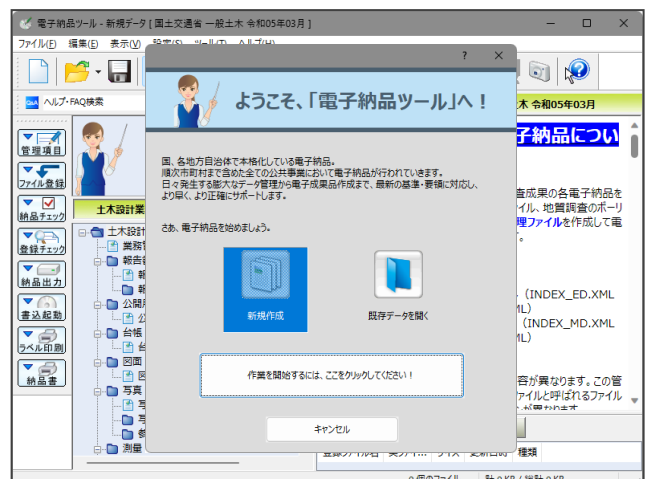 電子納品ツール - 新規データ [ 国土交通省 一般土木 令和05年03月 ]
ファイル(F) 編集(E) 表示(V)
ヘルプ・FAQ検索
木 令和05年03月
ようこそ、「電子納品ツール」へ！
国、各地方自治体で本格化している電子納品。
順次市町村まで含めた全ての公共事業において電子納品が行われていきます。
日々発生する膨大なデータ管理から電子成果品作成まで、最新の基準・要領に対応し、
より早く、より正確にサポートします。
さあ、電子納品を始めましょう。
新規作成
既存データを開く
作業を開始するには、ここをクリックしてください！
キャンセル
管理項目
ファイル登録
納品チェック
登録チェック
納品出力
書込起動
ラベル印刷
納品書
土木設計業
土木設計
業務管
報告書
報
報
公開用
公
台帳
台
図面
図
写真
写
写
参
測量
子納品につい
査成果の各電子納品を
イル、地質調査のボーリ
理ファイルを作成して電
。
(INDEX_ED.XML
ML)
(INDEX_MD.XML
ML)
容が異なります。この管
ァイルと呼ばれるファイル
種類